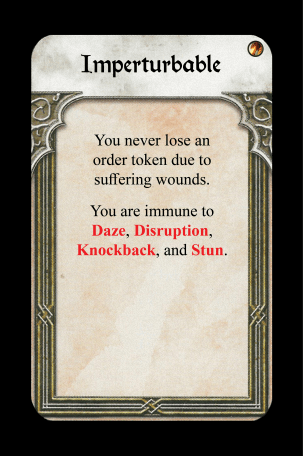 Imperturbable
You never lose an
order token due to
suffering wounds.
You are immune to
Daze, Disruption,
Knockback, and Stun.